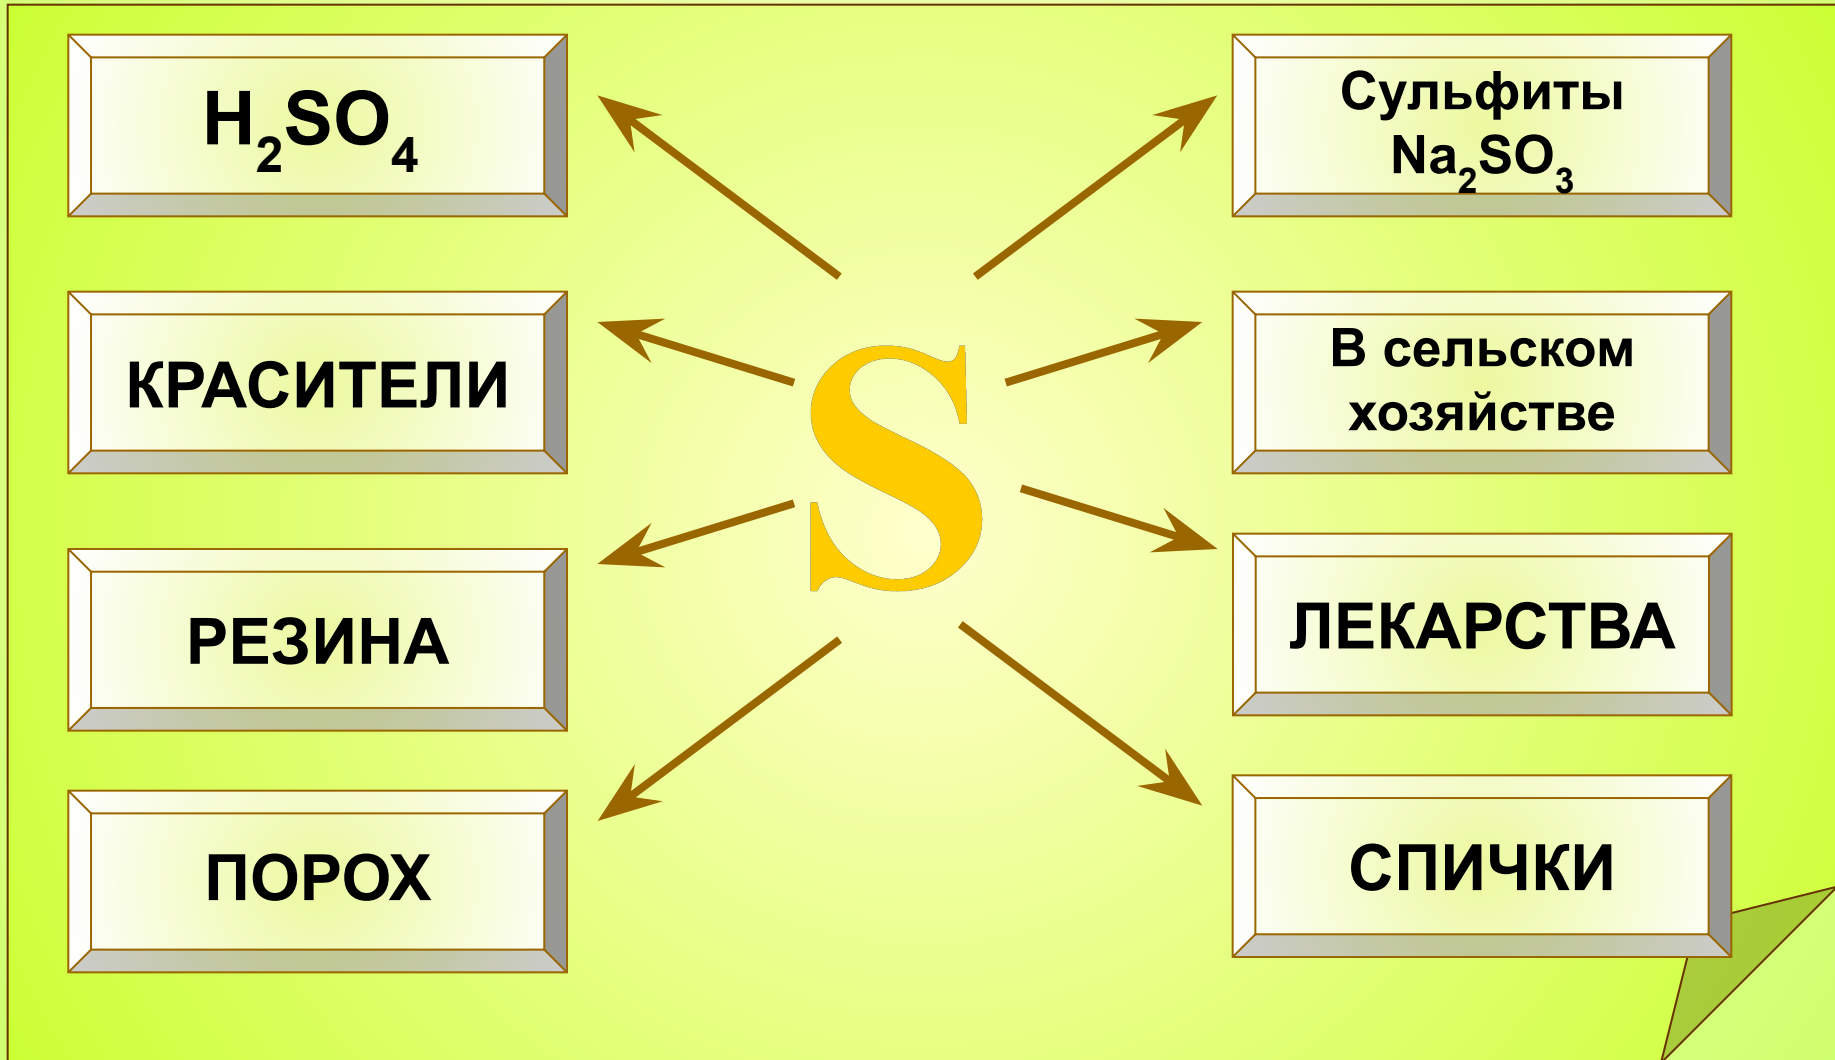 H₂SO₄
КРАСИТЕЛИ
РЕЗИНА
ПОРОХ
S
Сульфиты
Na₂SO₃
В сельском
хозяйстве
ЛЕКАРСТВА
СПИЧКИ